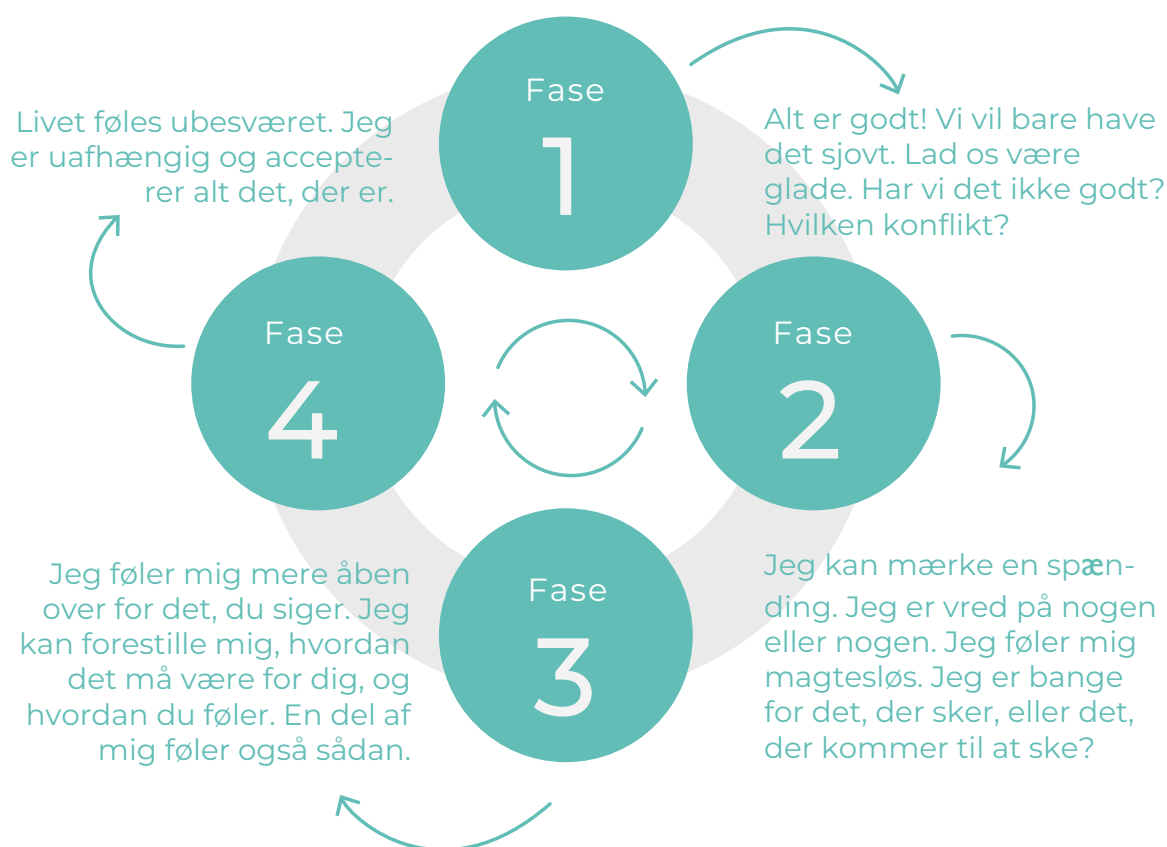 Fase
1
Alt er godt! Vi vil bare have
det sjovt. Lad os være
glade. Har vi det ikke godt?
Hvilken konflikt?
Fase
2
Jeg kan mærke en spæn-
ding. Jeg er vred på nogen
eller nogen. Jeg føler mig
magtesløs. Jeg er bange
for det, der sker, eller det,
der kommer til at ske?
Fase
3
Jeg føler mig mere åben
over for det, du siger. Jeg
kan forestille mig, hvordan
det må være for dig, og
hvordan du føler. En del af
mig føler også sådan.
Fase
4
Livet føles ubesværet. Jeg
er uafhængig og accepte-
rer alt det, der er.